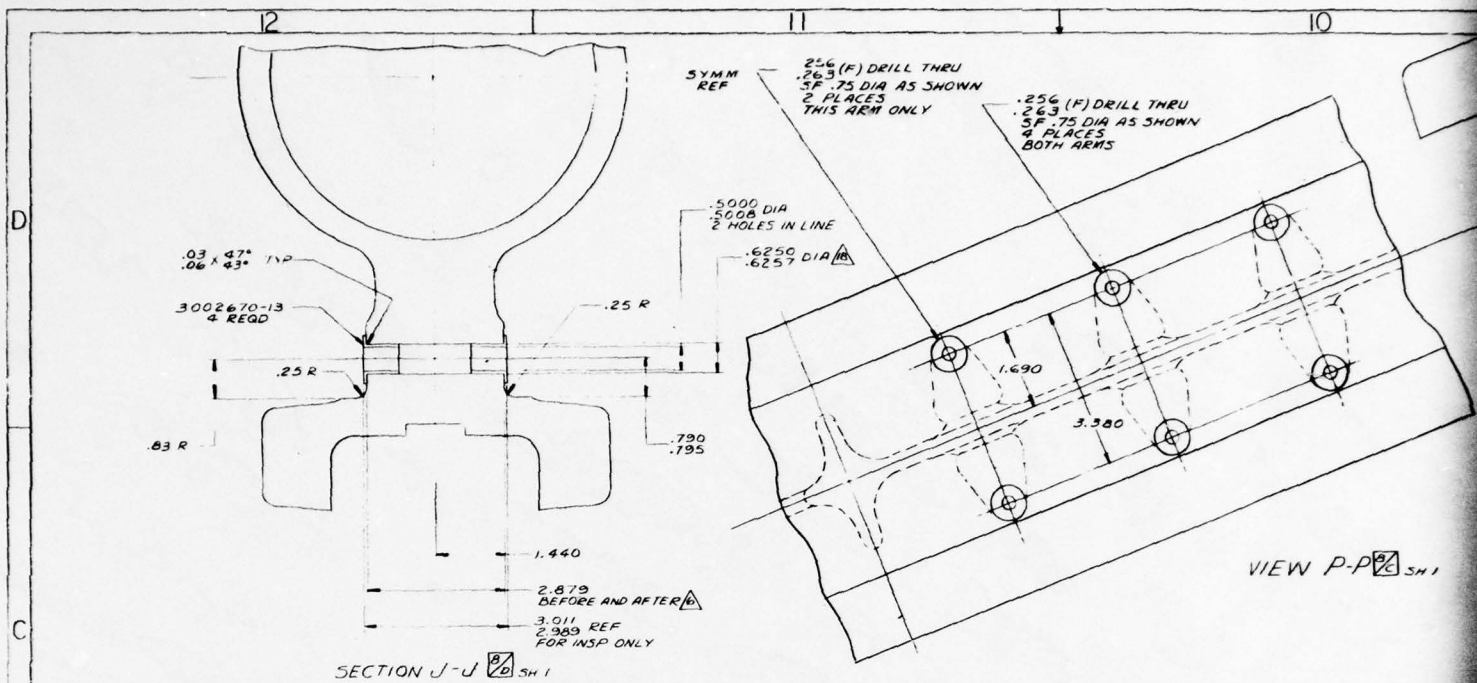 12
11
10
D
C
SYMM
REF
.256 (F) DRILL THRU
.263
SF .75 DIA AS SHOWN
2 PLACES
THIS ARM ONLY
.256 (F) DRILL THRU
.263
SF .75 DIA AS SHOWN
4 PLACES
BOTH ARMS
.5000 DIA
.5008
2 HOLES IN LINE
.6250
.6257 DIA 18
.03 X 47° TYP
.06 43°
3002670-13
4 REQD
.25 R
.25 R
.83 R
.790
.795
1.690
3.380
1.440
2.879
BEFORE AND AFTER 6
3.011
2.989 REF
FOR INSP ONLY
SECTION J-J B/D SH 1
VIEW P-P B/C SH 1